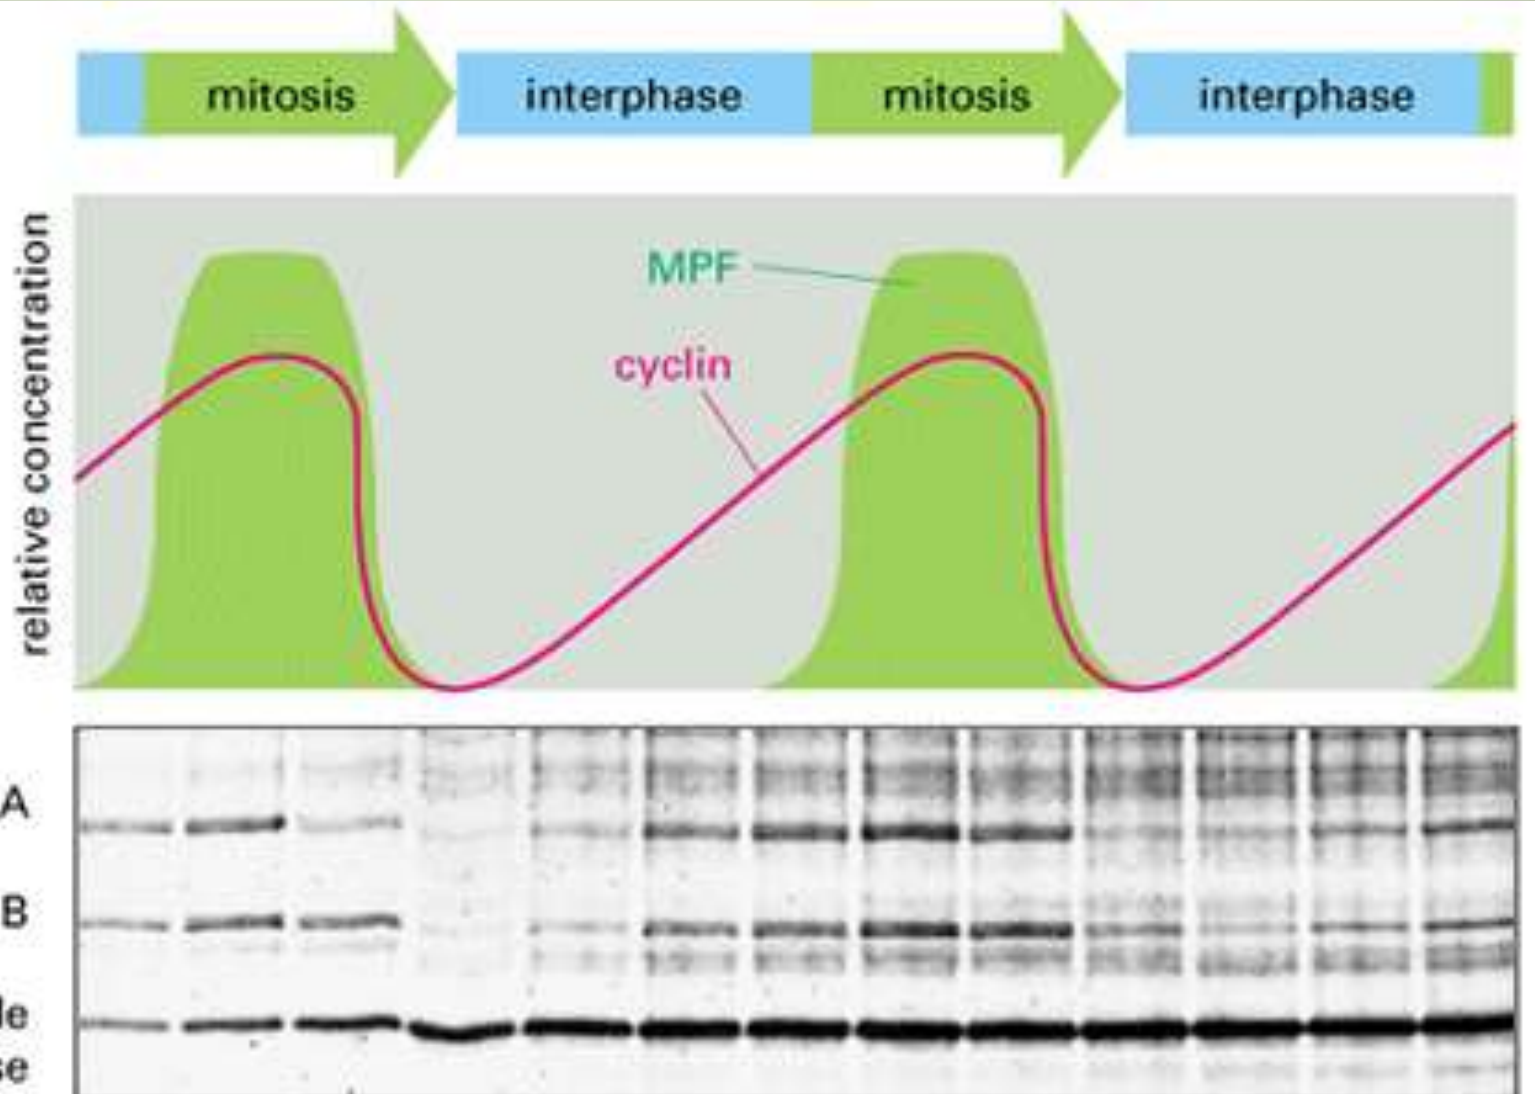 mitosis
interphase
mitosis
interphase
relative concentration
MPF
cyclin
A
B